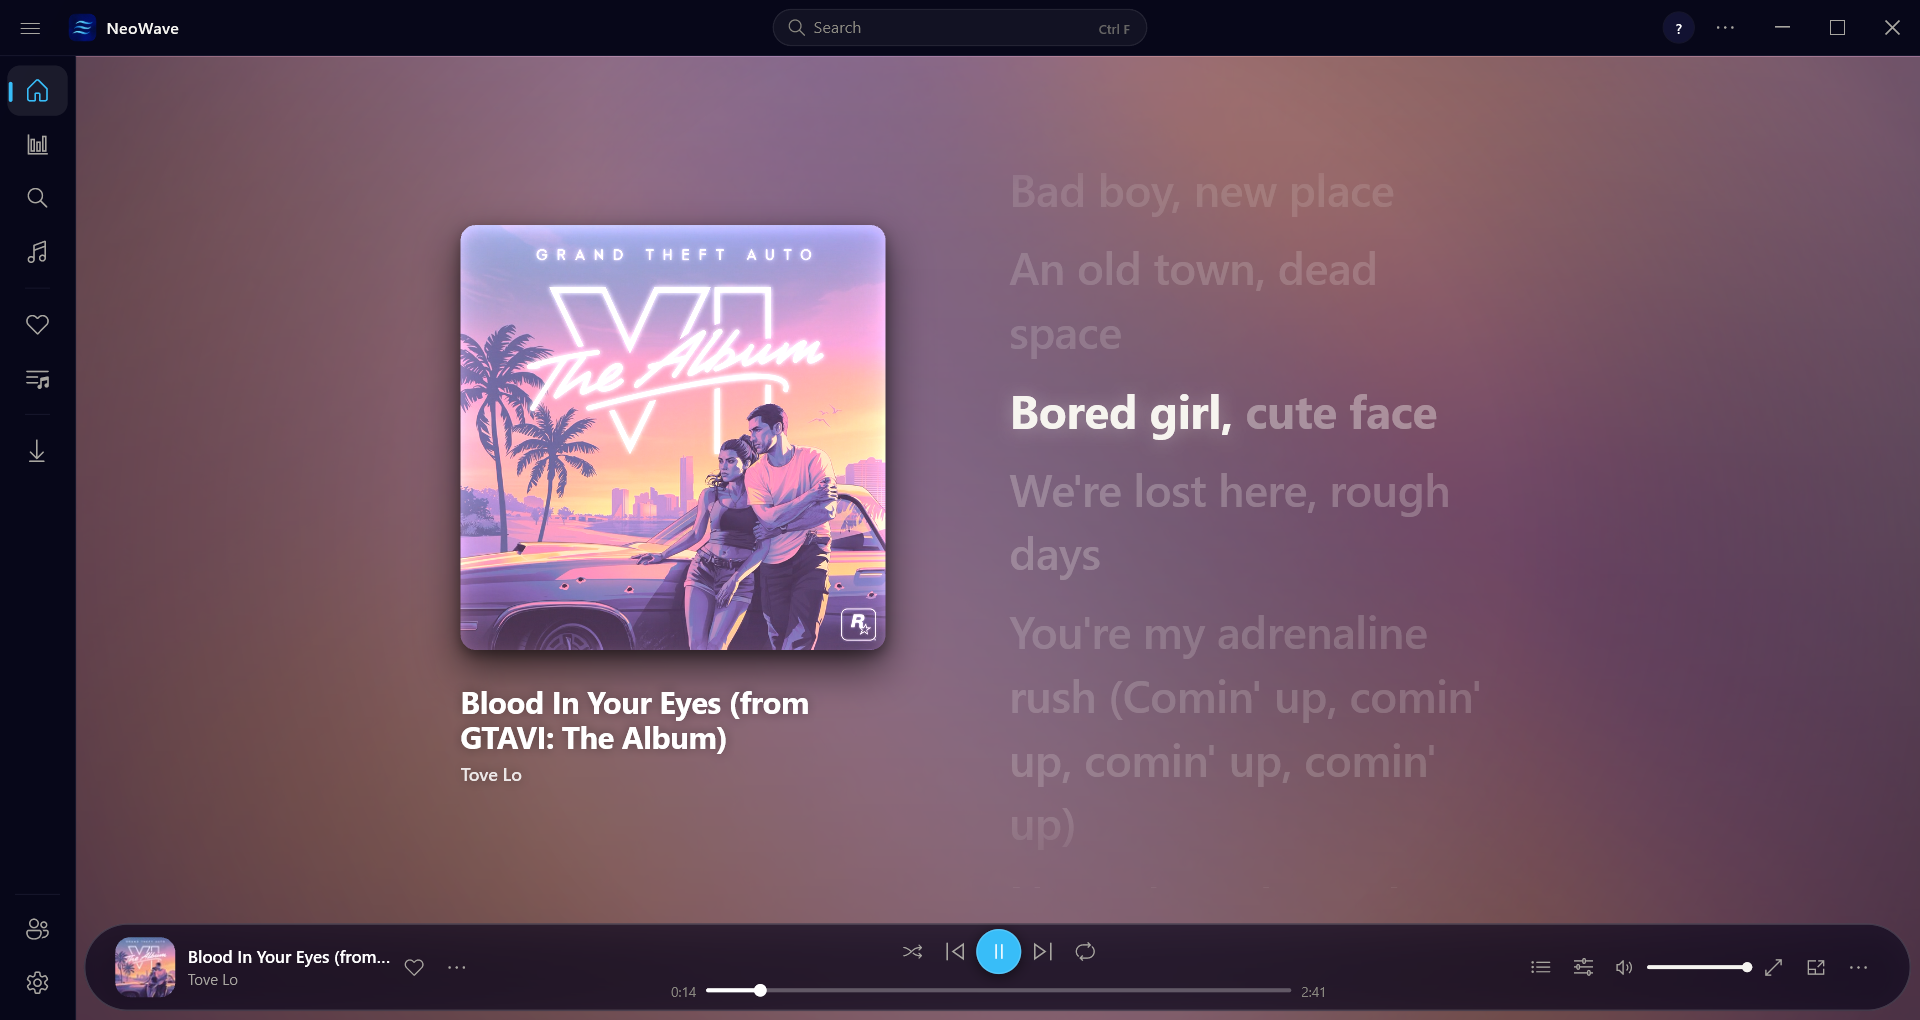 NeoWave
Search
Ctrl F
?
GRAND THEFT AUTO
VI
The Album
R
Blood In Your Eyes (from
GTAVI: The Album)
Tove Lo
Bad boy, new place
An old town, dead
space
Bored girl, cute face
We're lost here, rough
days
You're my adrenaline
rush (Comin' up, comin'
up, comin' up, comin'
up)
Blood In Your Eyes (from...
Tove Lo
0:14
2:41